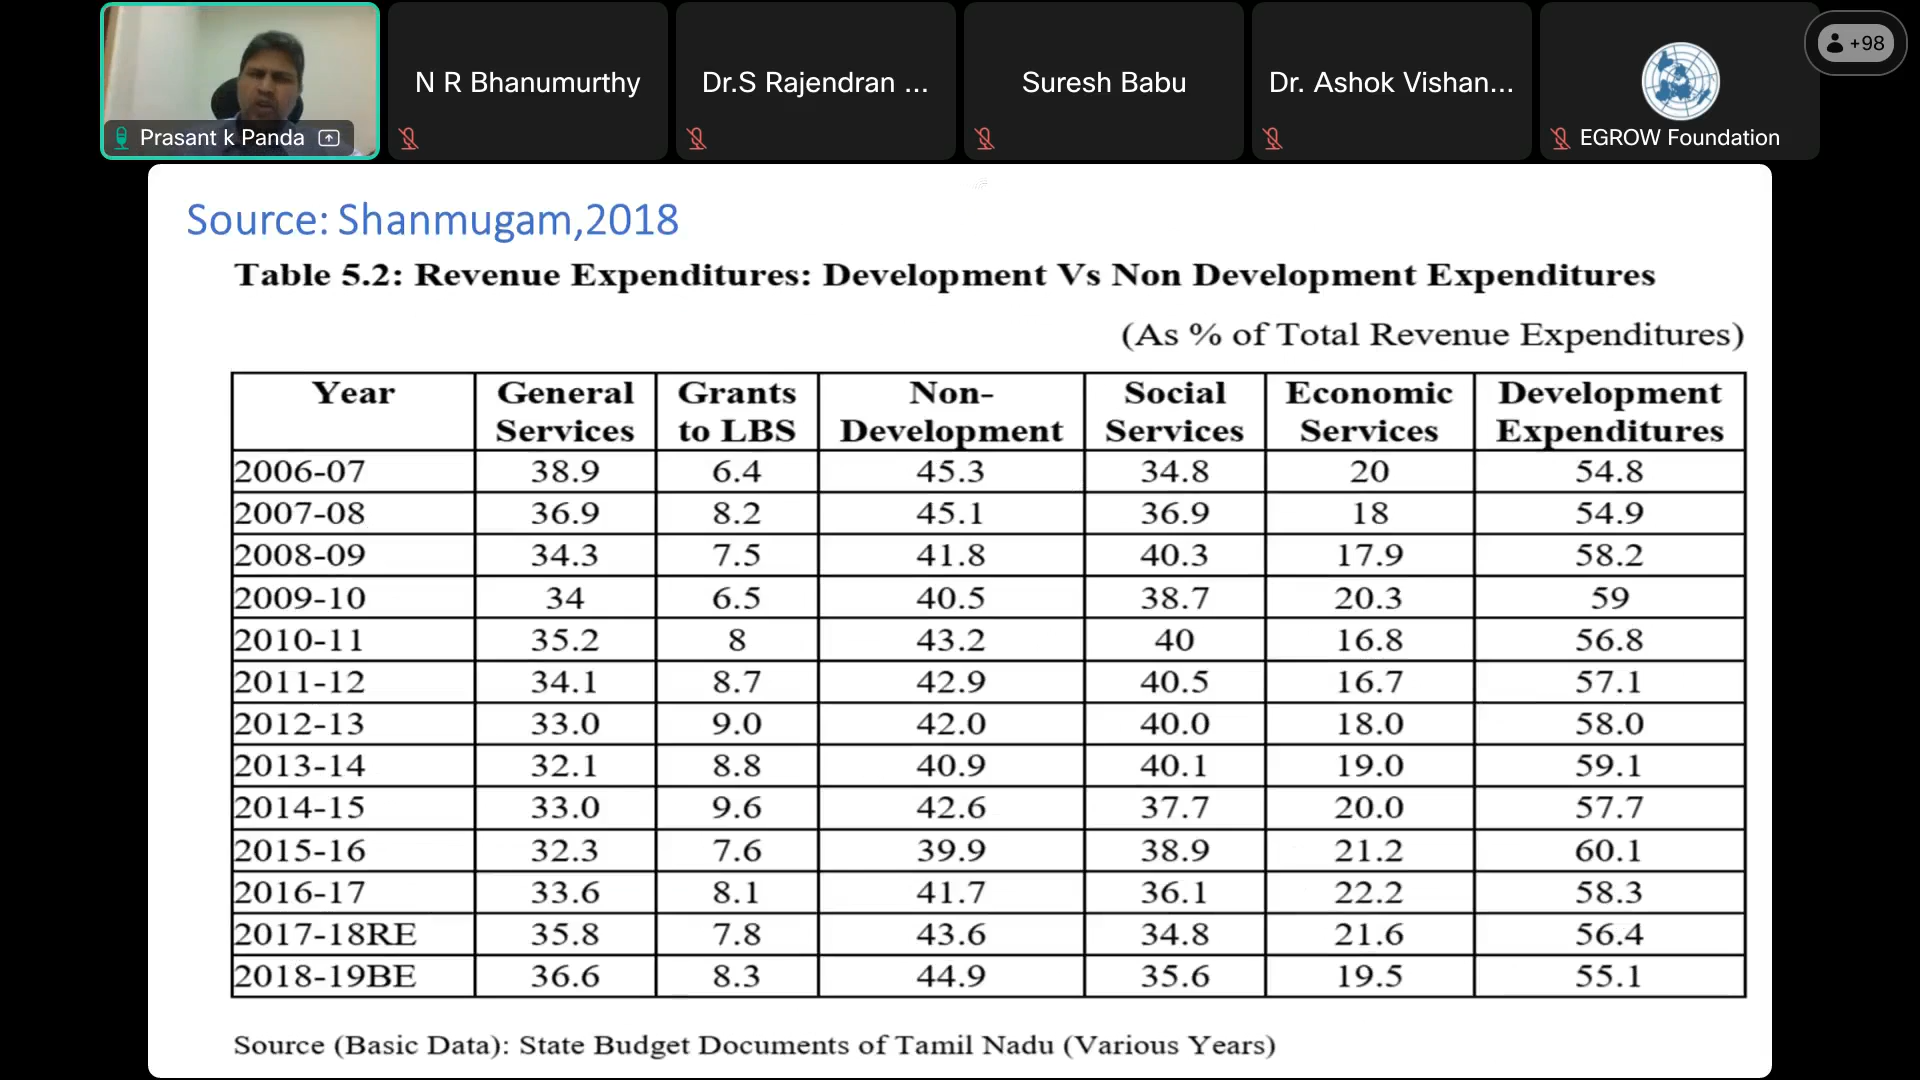 N R Bhanumurthy
Dr.S Rajendran ...
Suresh Babu
Dr. Ashok Vishan...
+98
Prasant k Panda
EGROW Foundation
Source: Shanmugam,2018
Table 5.2: Revenue Expenditures: Development Vs Non Development Expenditures
(As % of Total Revenue Expenditures)
Year General Services Grants to LBS Non-Development Social Services Economic Services Development Expenditures
2006-07 38.9 6.4 45.3 34.8 20 54.8
2007-08 36.9 8.2 45.1 36.9 18 54.9
2008-09 34.3 7.5 41.8 40.3 17.9 58.2
2009-10 34 6.5 40.5 38.7 20.3 59
2010-11 35.2 8 43.2 40 16.8 56.8
2011-12 34.1 8.7 42.9 40.5 16.7 57.1
2012-13 33.0 9.0 42.0 40.0 18.0 58.0
2013-14 32.1 8.8 40.9 40.1 19.0 59.1
2014-15 33.0 9.6 42.6 37.7 20.0 57.7
2015-16 32.3 7.6 39.9 38.9 21.2 60.1
2016-17 33.6 8.1 41.7 36.1 22.2 58.3
2017-18RE 35.8 7.8 43.6 34.8 21.6 56.4
2018-19BE 36.6 8.3 44.9 35.6 19.5 55.1
Source (Basic Data): State Budget Documents of Tamil Nadu (Various Years)